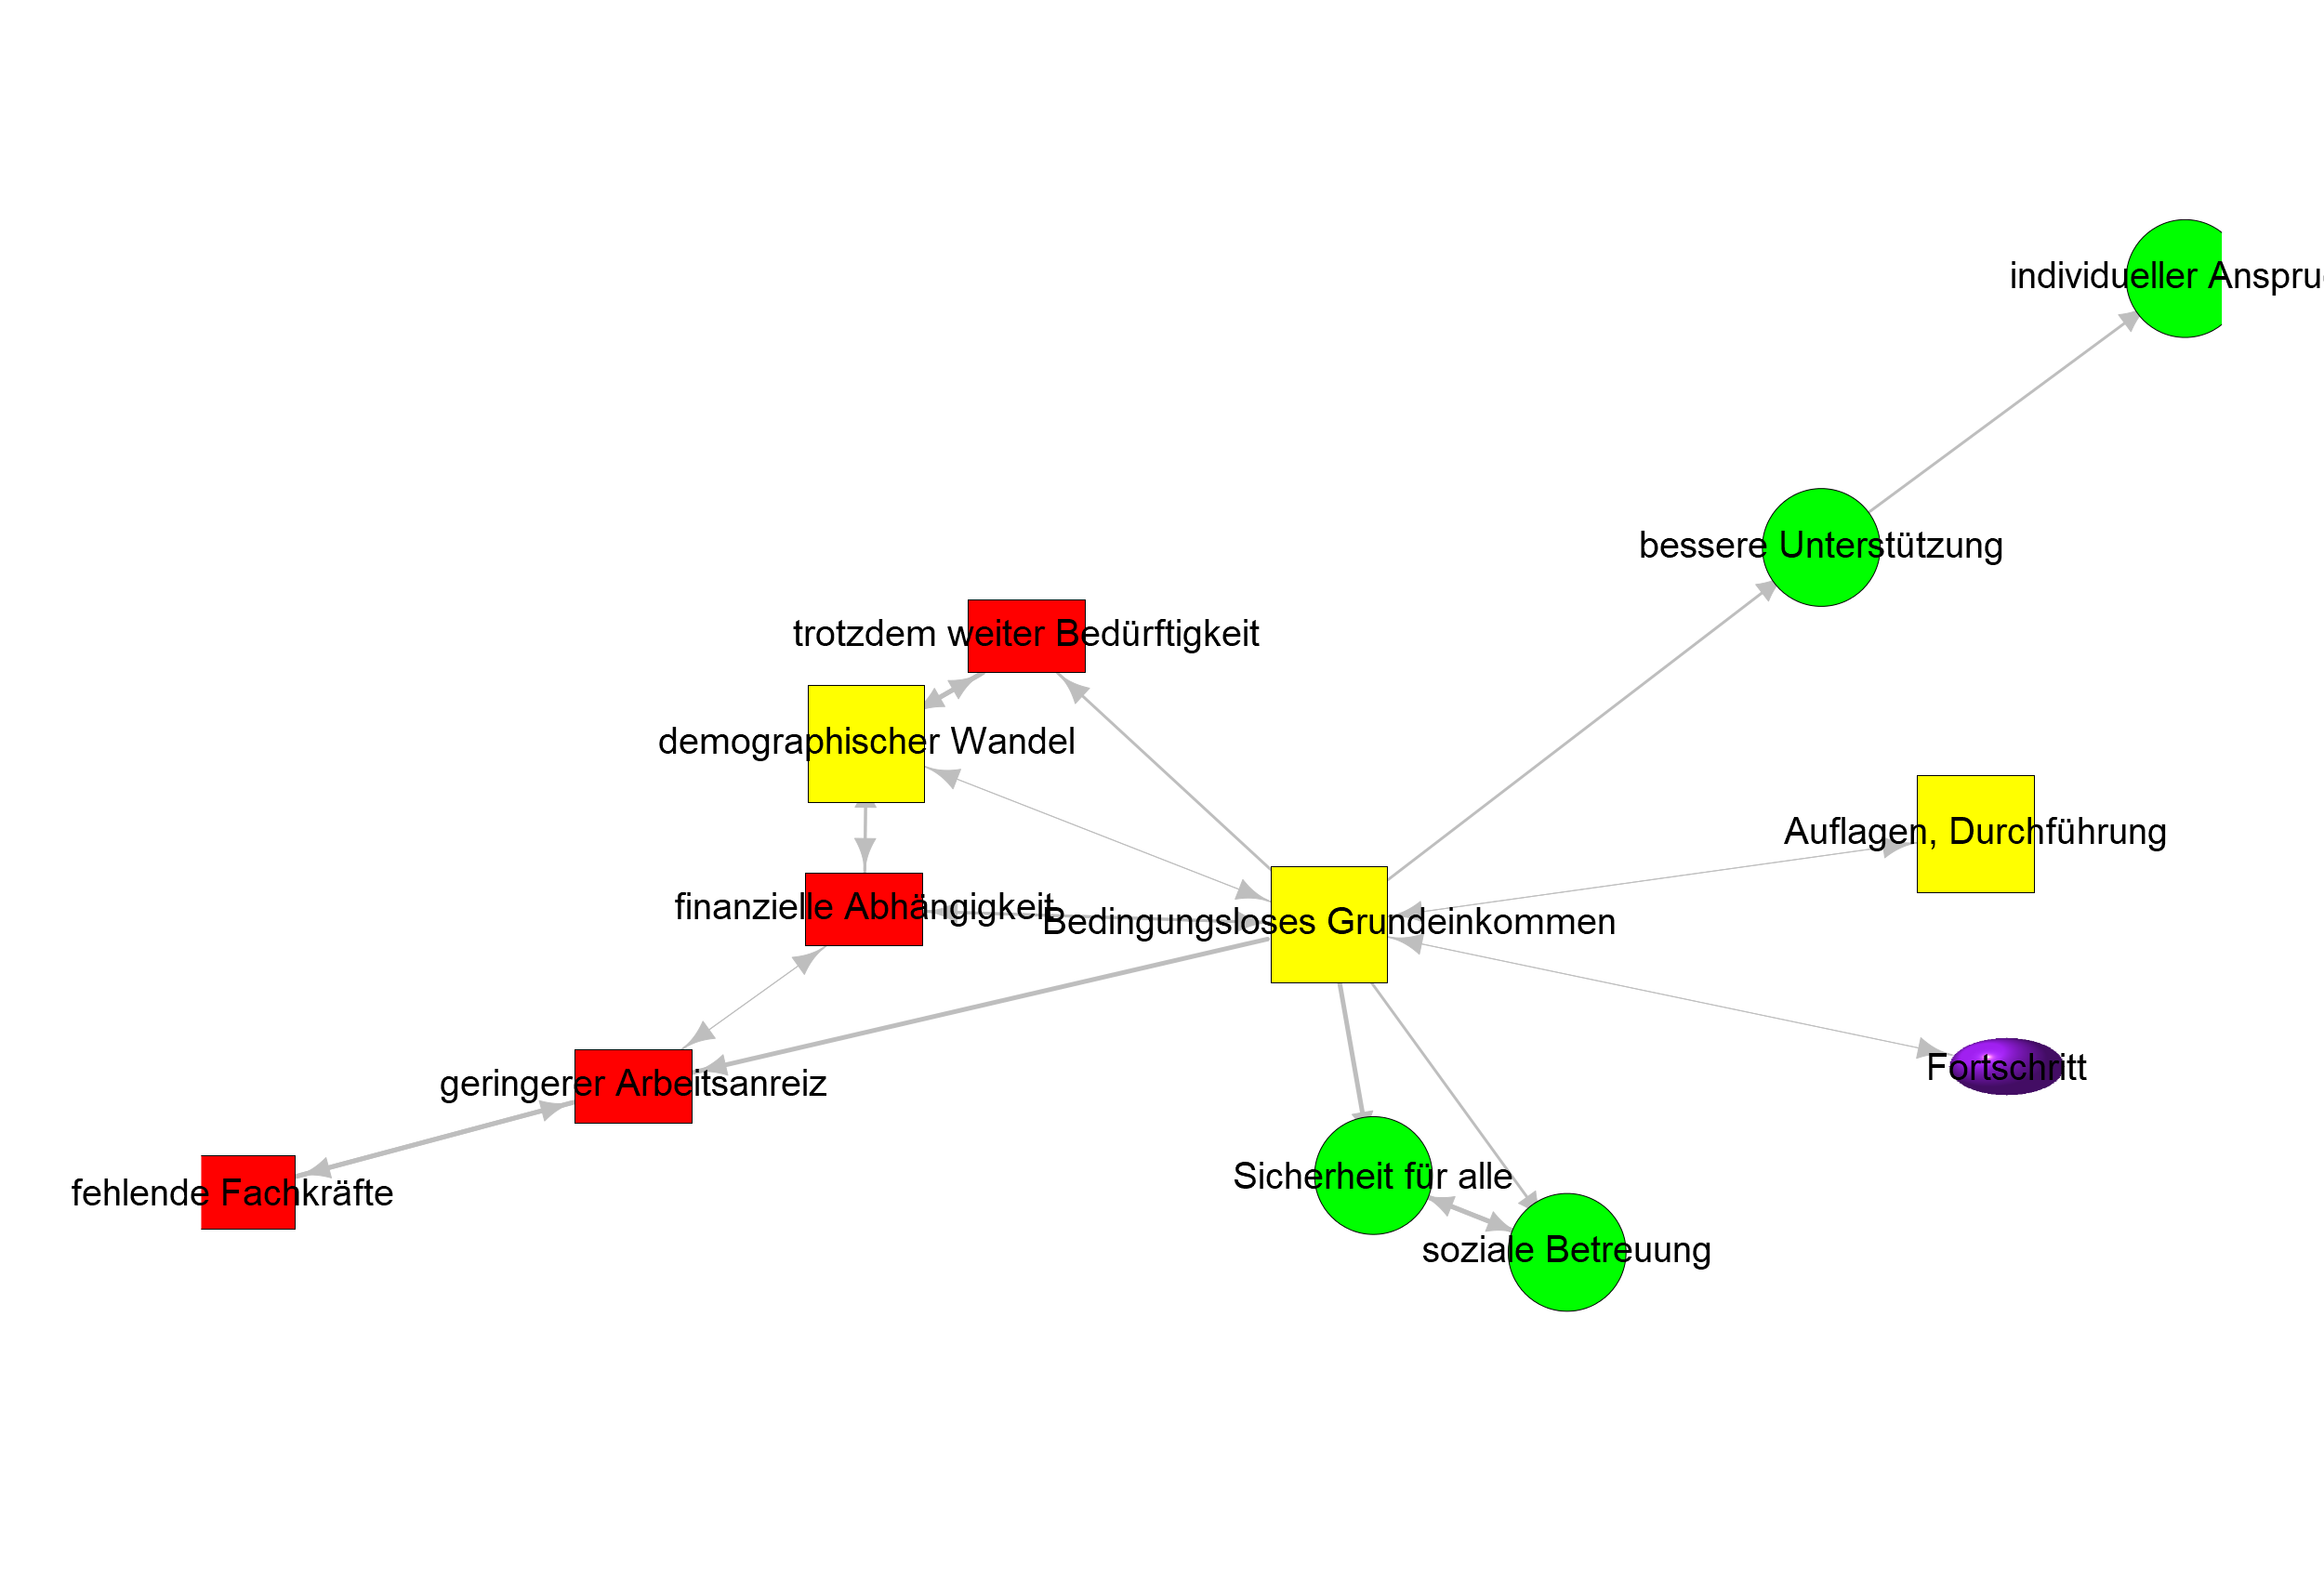 individueller Anspru
bessere Unterstützung
trotzdem weiter Bedürftigkeit
demographischer Wandel
Auflagen, Durchführung
finanzielle Abhängigkeit
Bedingungsloses Grundeinkommen
Fortschritt
geringerer Arbeitsanreiz
Sicherheit für alle
fehlende Fachkräfte
soziale Betreuung